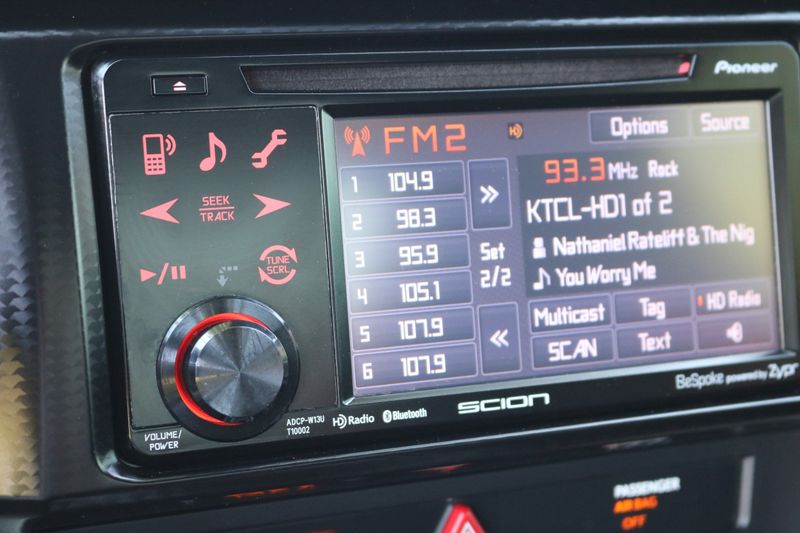 Pioneer
FM2
HD
Options
Source
1 104.9
2 98.3
3 95.9
4 105.1
5 107.9
6 107.9
Set
2/2
93.3 MHz Rock
KTCL-HD1 of 2
Nathaniel Rateliff & The Nig
You Worry Me
Multicast
Tag
HD Radio
SCAN
Text
SEEK
TRACK
TUNE
SCRL
VOLUME/
POWER
ADCP-W13U
T10002
HD Radio
Bluetooth
SCION
BeSpoke powered by Zypr
PASSENGER
AIR BAG
OFF